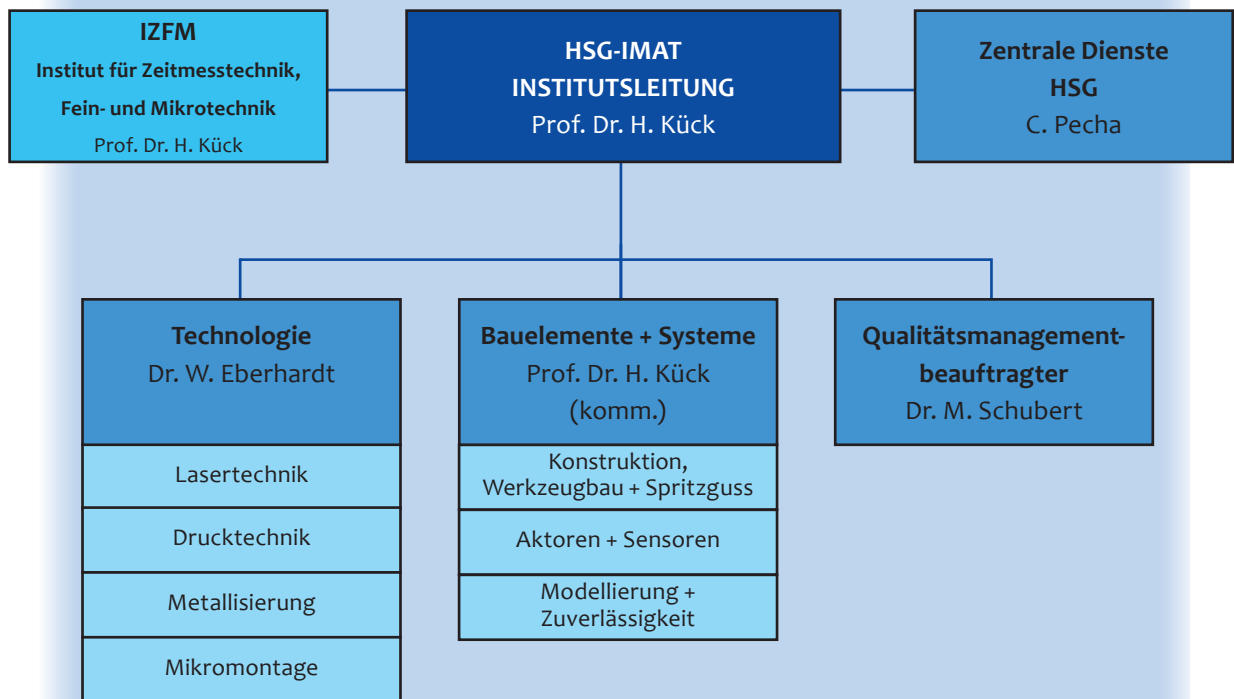 IZFM
Institut für Zeitmesstechnik,
Fein- und Mikrotechnik
Prof. Dr. H. Kück
HSG-IMAT
INSTITUTSLEITUNG
Prof. Dr. H. Kück
Zentrale Dienste
HSG
C. Pecha
Technologie
Dr. W. Eberhardt
Lasertechnik
Drucktechnik
Metallisierung
Mikromontage
Bauelemente + Systeme
Prof. Dr. H. Kück
(komm.)
Konstruktion,
Werkzeugbau + Spritzguss
Aktoren + Sensoren
Modellierung +
Zuverlässigkeit
Qualitätsmanagement-
beauftragter
Dr. M. Schubert